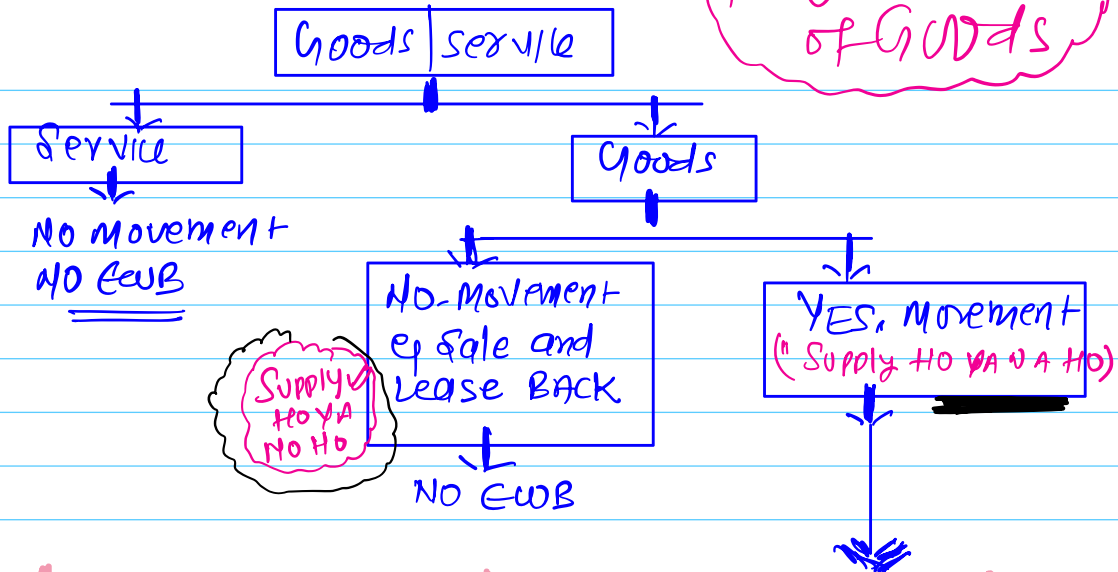 of Goods
Goods | service
Service
Goods
No movement
NO EWB
No-movement
eg Sale and
Lease BACK
YES, Movement
(" Supply HO YA NA HO)
Supply
HO YA
NO HO
NO EWB